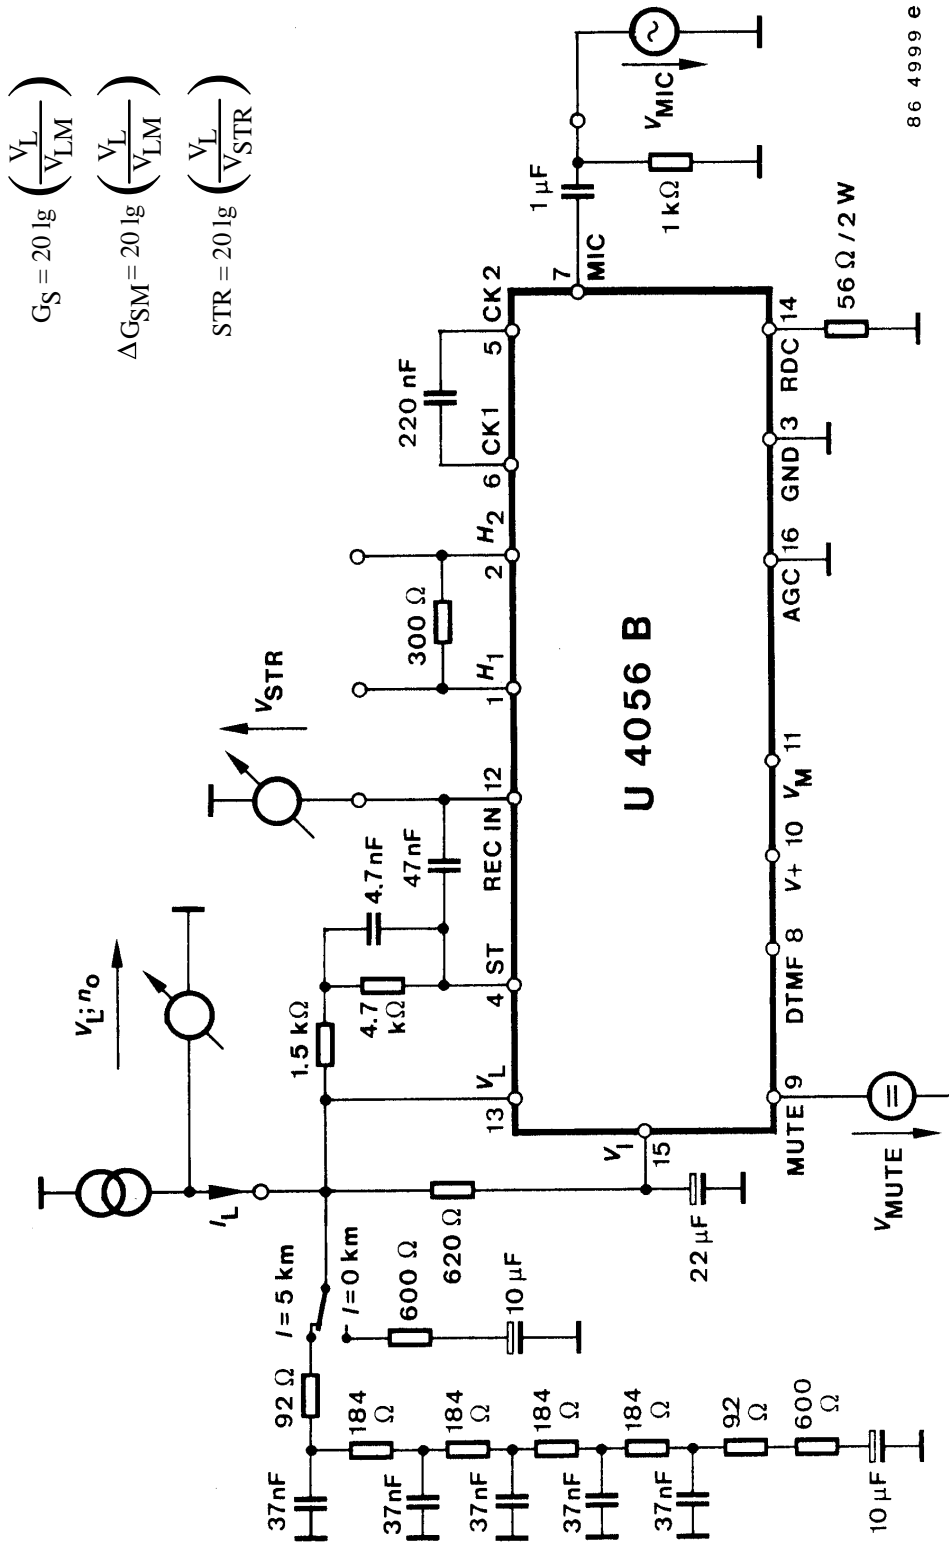 G_S = 20 lg (V_L / V_LM)
ΔG_SM = 20 lg (V_L / V_LM)
STR = 20 lg (V_L / V_STR)
V_L; n_o
V_STR
I_L
l = 5 km
l = 0 km
92 Ω
37nF
184 Ω
37nF
184 Ω
37nF
184 Ω
37nF
184 Ω
37nF
92 Ω
600 Ω
10 µF
600 Ω
10 µF
620 Ω
22 µF
1.5 kΩ
4.7 kΩ
4.7nF
47nF
300 Ω
220 nF
13 V_L
4 ST
REC IN 12
1 H_1
2 H_2
6 CK1
5 CK2
U 4056 B
V_I
15
7
MIC
1 µF
1 kΩ
V_MIC
MUTE 9
DTMF 8
V+ 10
V_M 11
AGC 16
GND 3
RDC 14
56 Ω / 2 W
V_MUTE
=
~
86 4999 e